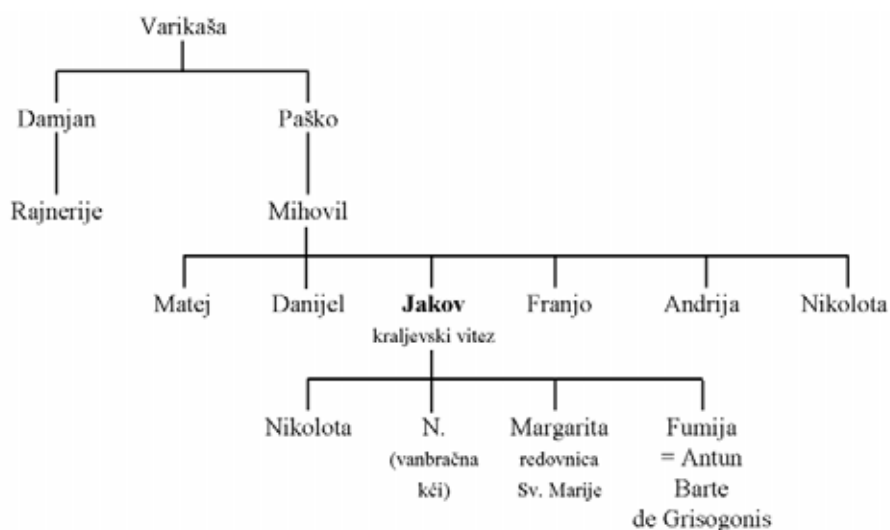 Varikaša
Damjan Paško
Rajnerije Mihovil
Matej Danijel Jakov Franjo Andrija Nikolota
kraljevski vitez
Nikolota N. Margarita Fumija
(vanbračna redovnica = Antun
kći) Sv. Marije Barte
de Grisogonis